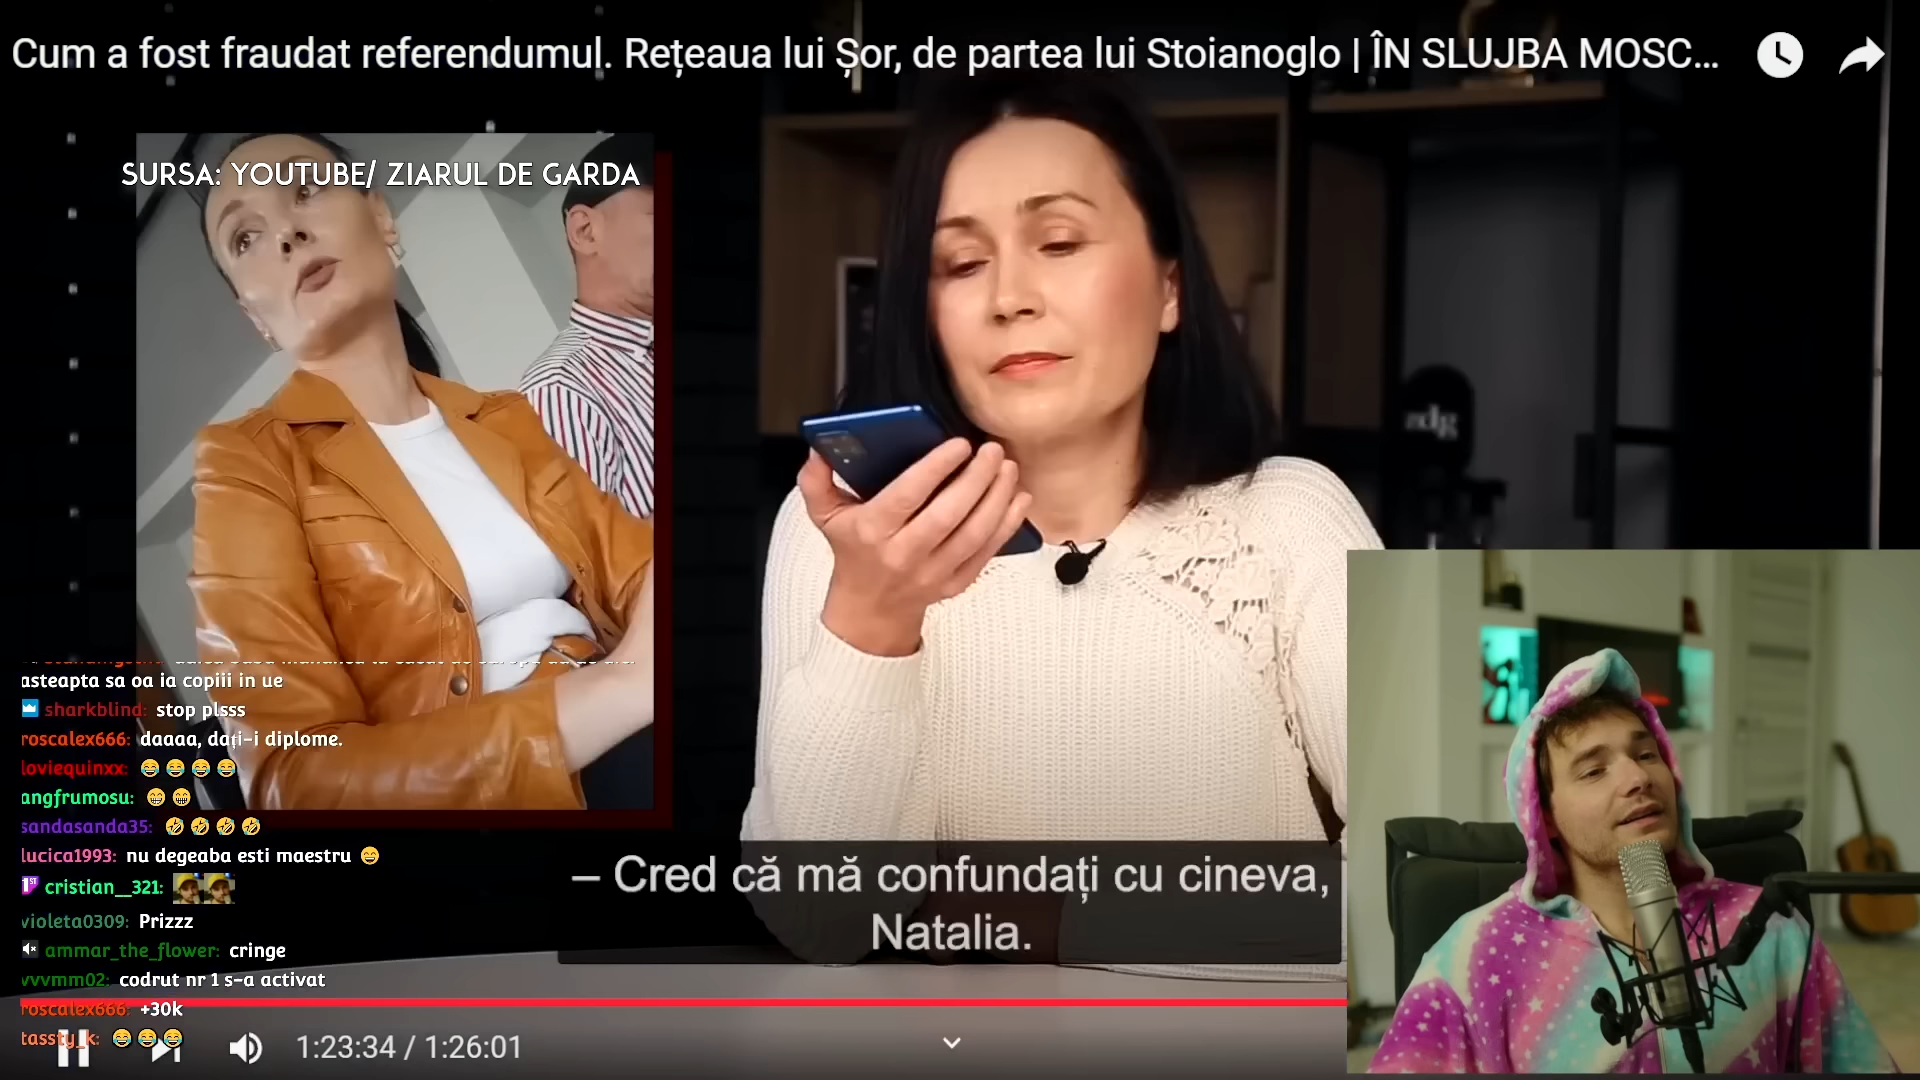 Cum a fost fraudat referendumul. Rețeaua lui Șor, de partea lui Stoianoglo | ÎN SLUJBA MOSC...
SURSA: YOUTUBE/ ZIARUL DE GARDA
zdg
asteapta sa oa ia copiii in ue
sharkblind: stop plsss
roscalex666: daaaa, dați-i diplome.
loviequinxx: 😂 😂 😂 😂
angfrumosu: 😁 😁
sandasanda35: 🤣 🤣 🤣 🤣
lucica1993: nu degeaba esti maestru 😄
1ST cristian__321:
violeta0309: Prizzz
ammar_the_flower: cringe
vvvmm02: codrut nr 1 s-a activat
roscalex666: +30k
tassty_k: 😂 😂 😂
– Cred că mă confundați cu cineva,
Natalia.
1:23:34 / 1:26:01